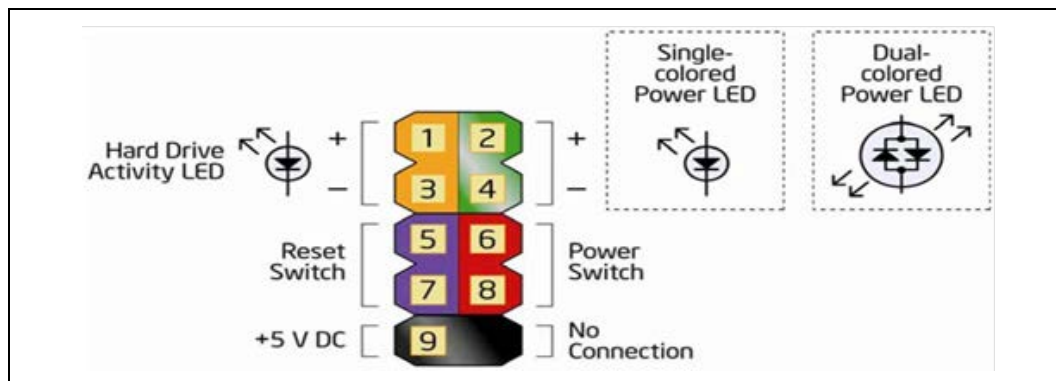 Single-
colored
Power LED
Dual-
colored
Power LED
Hard Drive
Activity LED
+
−
1 2
3 4
+
−
Reset
Switch
5 6
7 8
Power
Switch
+5 V DC
9
No
Connection